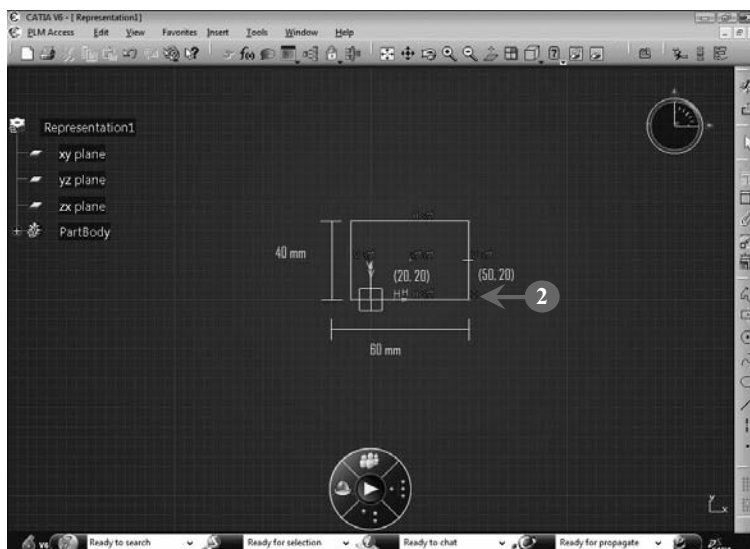 CATIA V6 - [ Representation1]
PLM Access Edit View Favorites Insert Tools Window Help
f(x)
Representation1
xy plane
yz plane
zx plane
PartBody
40 mm
(20, 20)
(50, 20)
H H
2
60 mm
y
x
V6 Ready to search Ready for selection Ready to chat Ready for propagate